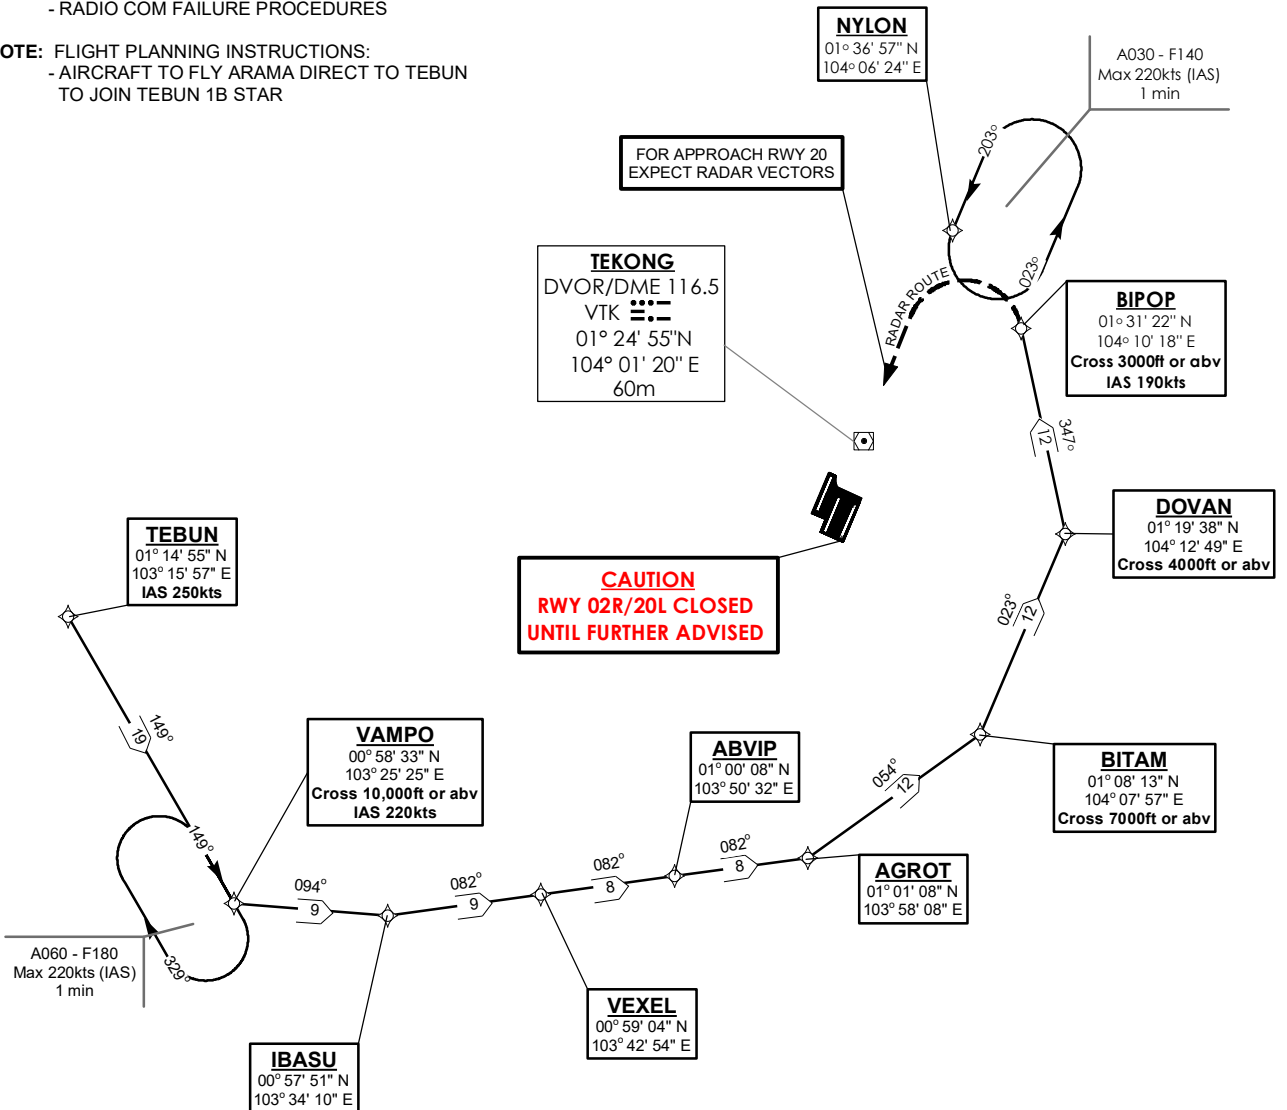 - RADIO COM FAILURE PROCEDURES
OTE: FLIGHT PLANNING INSTRUCTIONS:
- AIRCRAFT TO FLY ARAMA DIRECT TO TEBUN
TO JOIN TEBUN 1B STAR
NYLON
01° 36' 57" N
104° 06' 24" E
A030 - F140
Max 220kts (IAS)
1 min
203°
023°
FOR APPROACH RWY 20
EXPECT RADAR VECTORS
RADAR ROUTE
TEKONG
DVOR/DME 116.5
VTK
01° 24' 55"N
104° 01' 20" E
60m
BIPOP
01° 31' 22" N
104° 10' 18" E
Cross 3000ft or abv
IAS 190kts
347°
12
DOVAN
01° 19' 38" N
104° 12' 49" E
Cross 4000ft or abv
023°
12
TEBUN
01° 14' 55" N
103° 15' 57" E
IAS 250kts
CAUTION
RWY 02R/20L CLOSED
UNTIL FURTHER ADVISED
149°
19
VAMPO
00° 58' 33" N
103° 25' 25" E
Cross 10,000ft or abv
IAS 220kts
ABVIP
01° 00' 08" N
103° 50' 32" E
BITAM
01° 08' 13" N
104° 07' 57" E
Cross 7000ft or abv
054°
12
149°
329°
094°
9
082°
9
082°
8
082°
8
AGROT
01° 01' 08" N
103° 58' 08" E
A060 - F180
Max 220kts (IAS)
1 min
VEXEL
00° 59' 04" N
103° 42' 54" E
IBASU
00° 57' 51" N
103° 34' 10" E